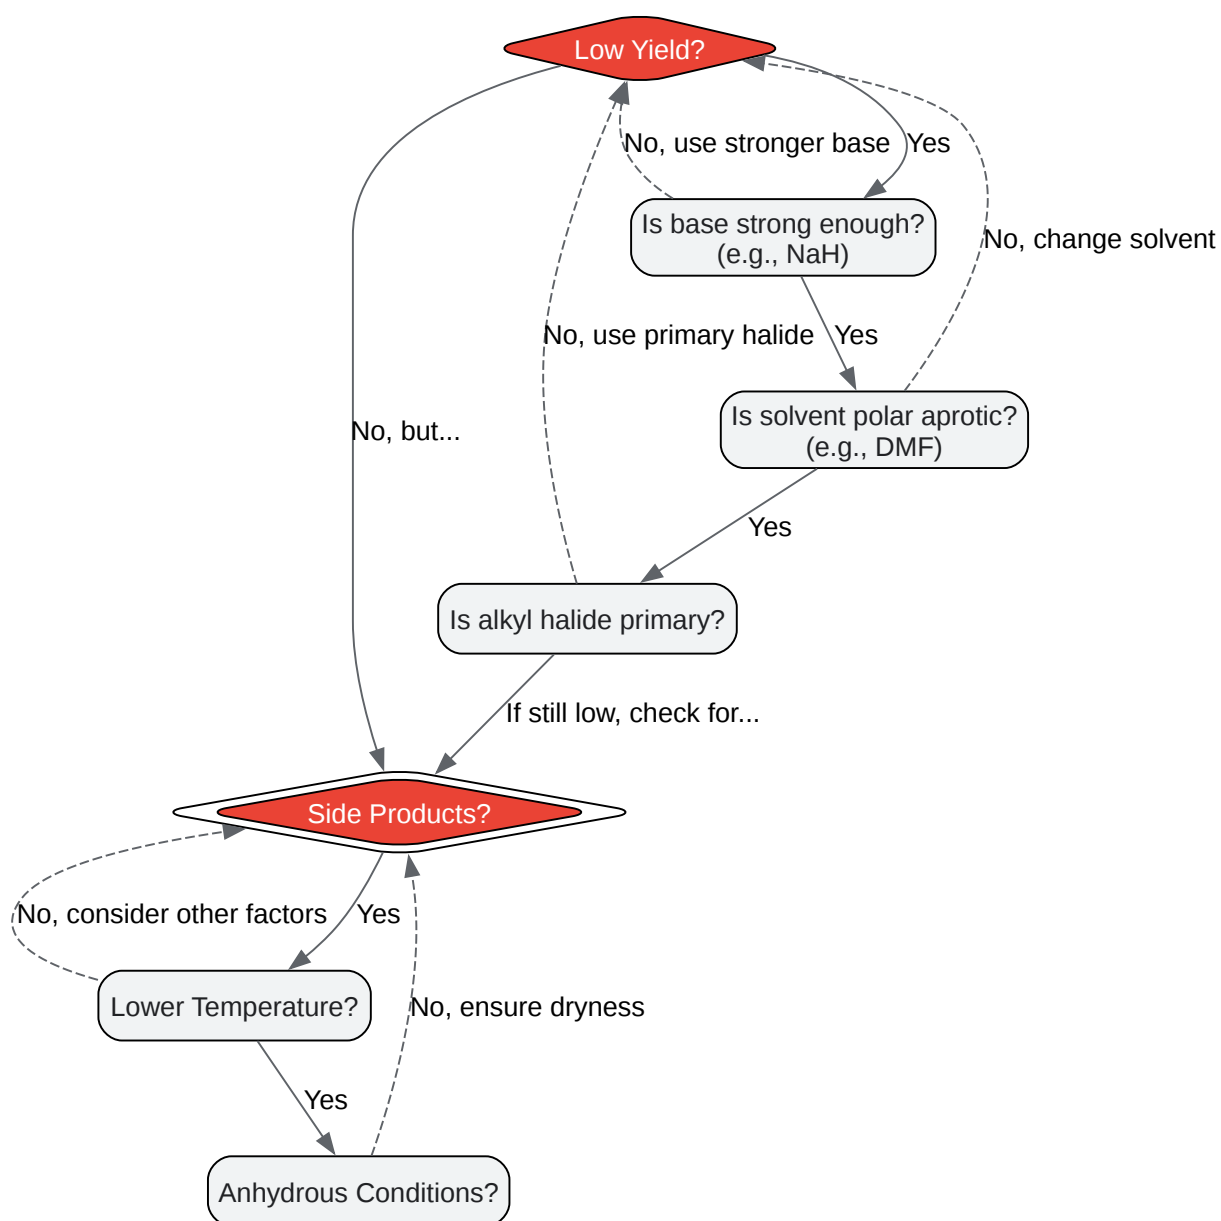 Low Yield?
No, use stronger base
Yes
Is base strong enough?
(e.g., NaH)
No, change solvent
No, use primary halide
Yes
Is solvent polar aprotic?
(e.g., DMF)
No, but...
Yes
Is alkyl halide primary?
If still low, check for...
Side Products?
No, consider other factors
Yes
Lower Temperature?
No, ensure dryness
Yes
Anhydrous Conditions?